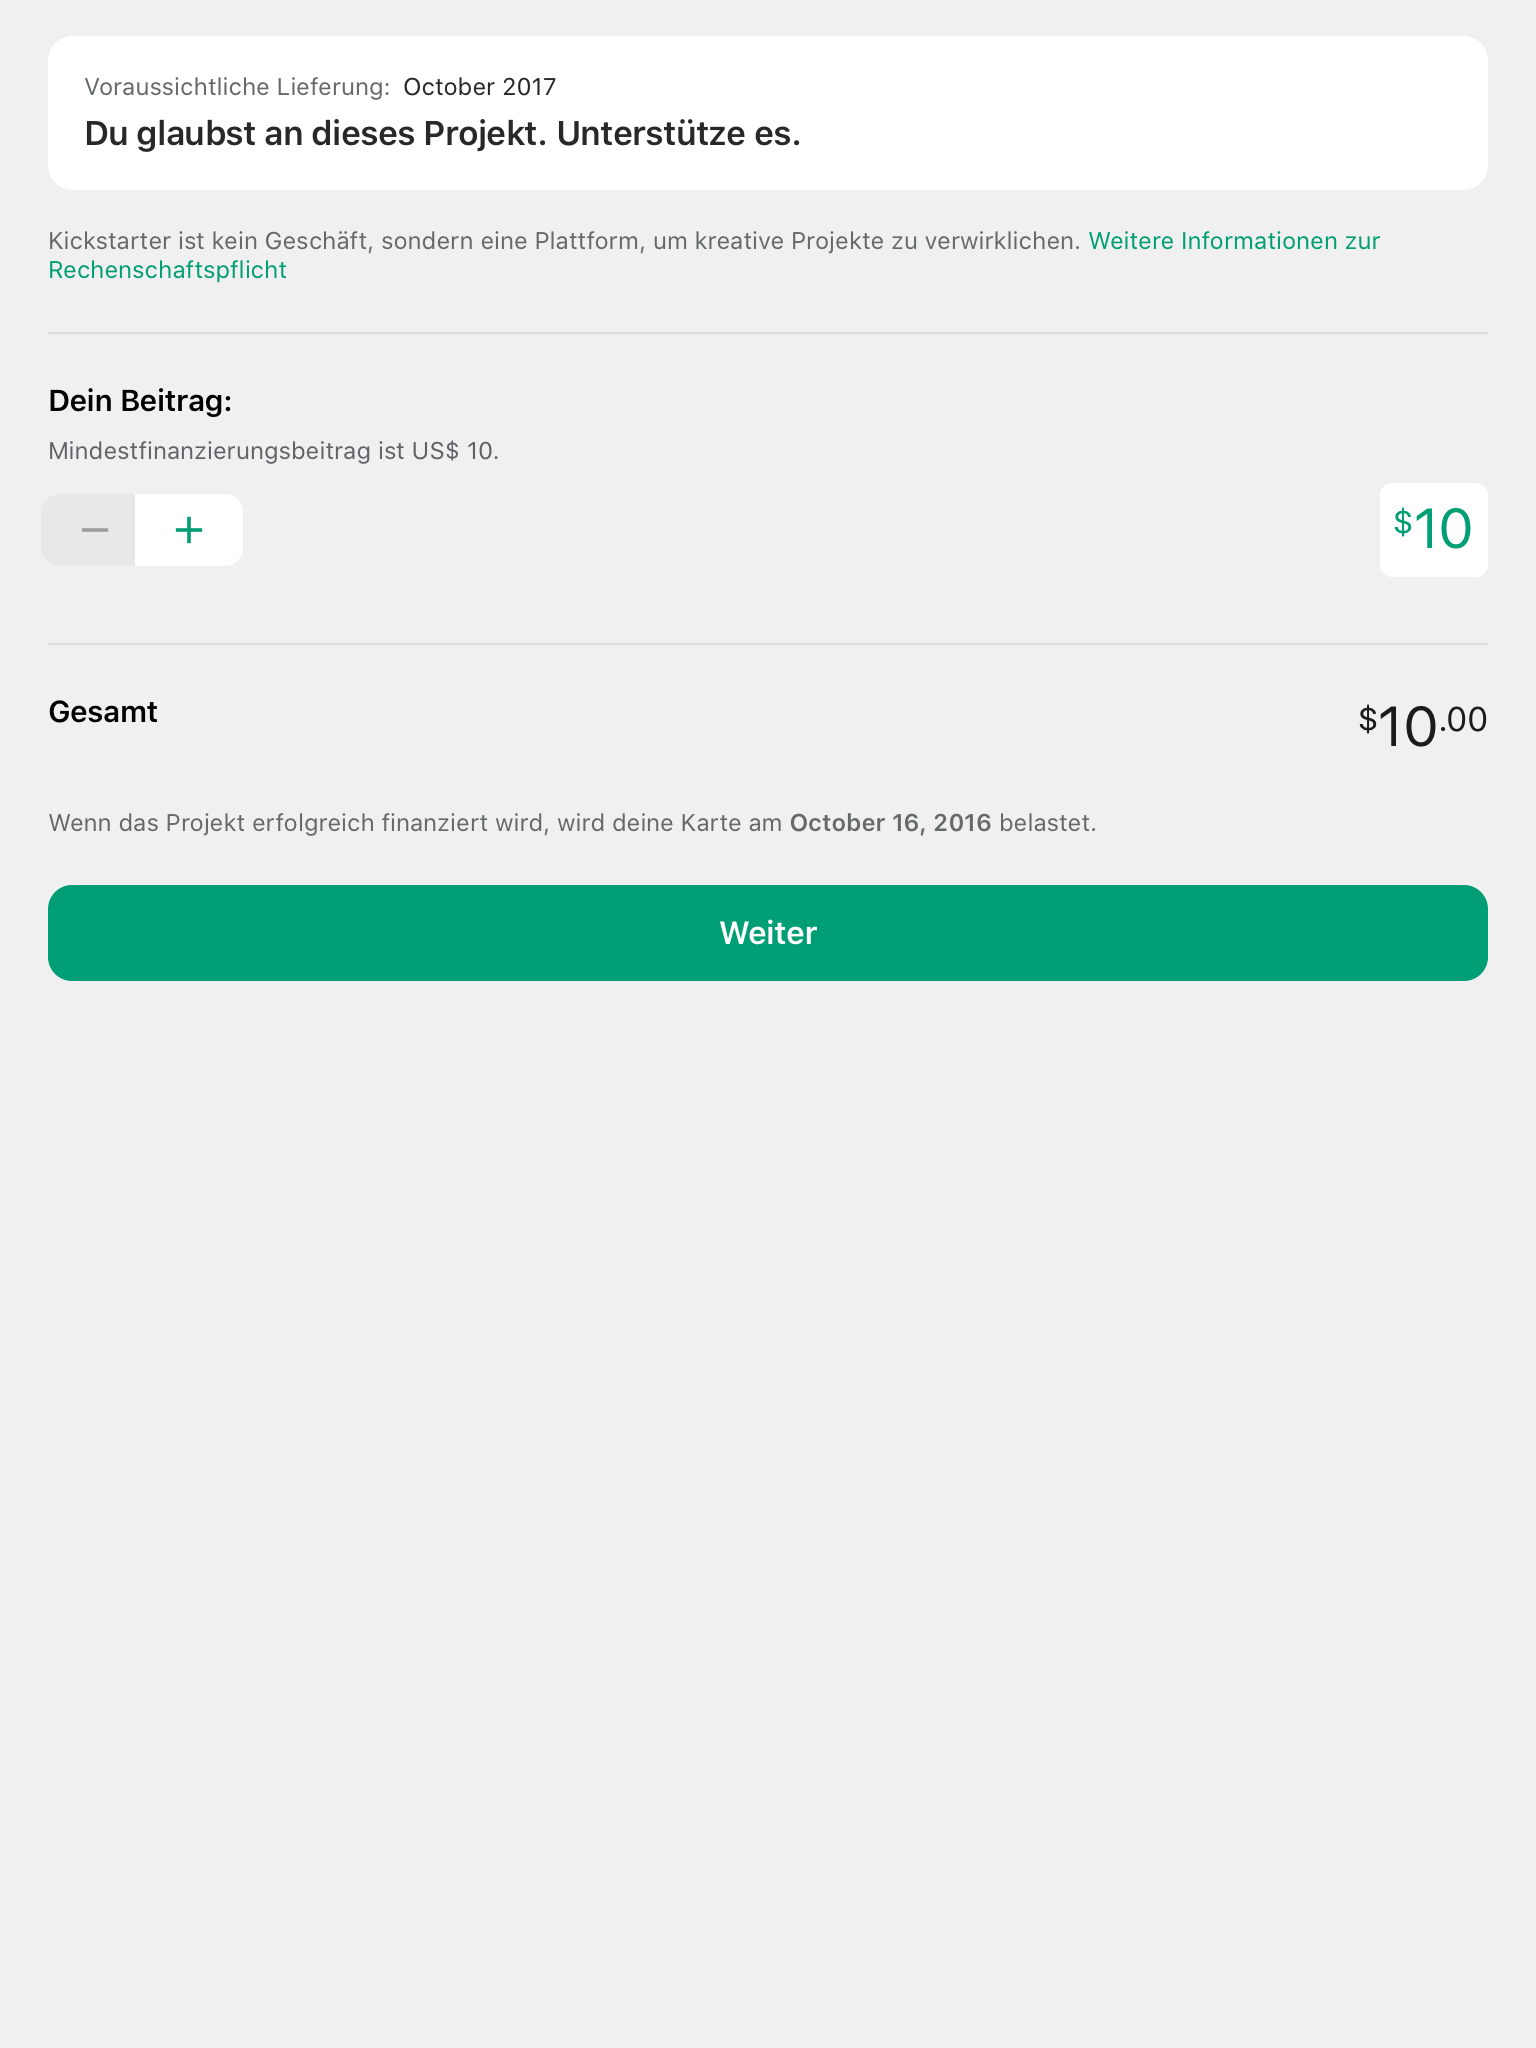 Voraussichtliche Lieferung: October 2017
Du glaubst an dieses Projekt. Unterstütze es.
Kickstarter ist kein Geschäft, sondern eine Plattform, um kreative Projekte zu verwirklichen. Weitere Informationen zur
Rechenschaftspflicht
Dein Beitrag:
Mindestfinanzierungsbeitrag ist US$ 10.
− + $10
Gesamt $10.00
Wenn das Projekt erfolgreich finanziert wird, wird deine Karte am October 16, 2016 belastet.
Weiter